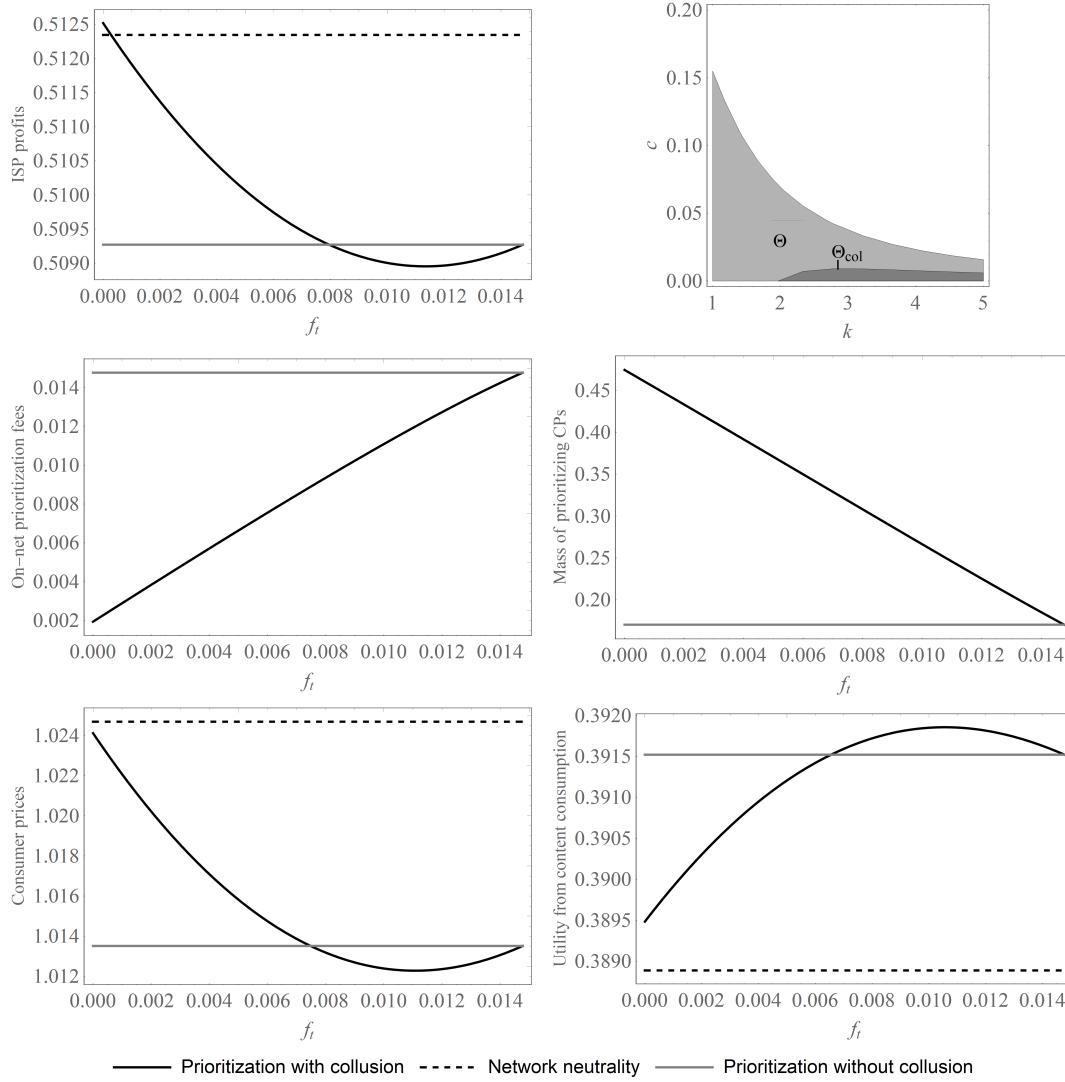 ISP profits
0.5125
0.5120
0.5115
0.5110
0.5105
0.5100
0.5095
0.5090
0.000 0.002 0.004 0.006 0.008 0.010 0.012 0.014
f_t
c
0.20
0.15
0.10
0.05
0.00
Θ
Θ_col
1 2 3 4 5
k
On-net prioritization fees
0.014
0.012
0.010
0.008
0.006
0.004
0.002
0.000 0.002 0.004 0.006 0.008 0.010 0.012 0.014
f_t
Mass of prioritizing CPs
0.45
0.40
0.35
0.30
0.25
0.20
0.000 0.002 0.004 0.006 0.008 0.010 0.012 0.014
f_t
Consumer prices
1.024
1.022
1.020
1.018
1.016
1.014
1.012
0.000 0.002 0.004 0.006 0.008 0.010 0.012 0.014
f_t
Utility from content consumption
0.3920
0.3915
0.3910
0.3905
0.3900
0.3895
0.3890
0.000 0.002 0.004 0.006 0.008 0.010 0.012 0.014
f_t
Prioritization with collusion Network neutrality Prioritization without collusion